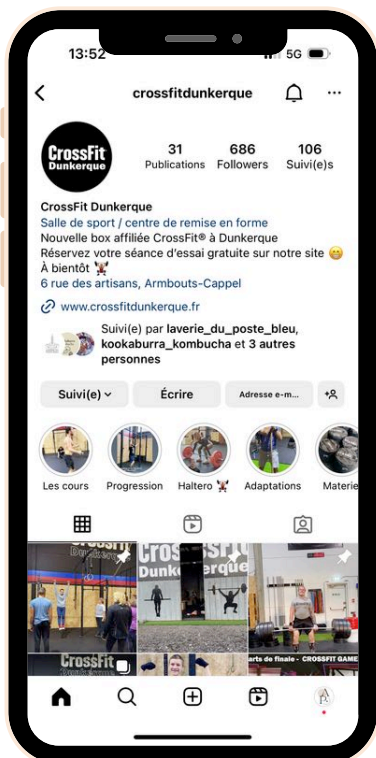 13:52
5G
crossfitdunkerque
CrossFit
Dunkerque
31
686
106
Publications
Followers
Suivi(e)s
CrossFit Dunkerque
Salle de sport / centre de remise en forme
Nouvelle box affiliée CrossFit® à Dunkerque
Réservez votre séance d'essai gratuite sur notre site 😁
À bientôt 🏋️
6 rue des artisans, Armbouts-Cappel
www.crossfitdunkerque.fr
Suivi(e) par laverie_du_poste_bleu,
kookaburra_kombucha et 3 autres
personnes
Suivi(e)
Écrire
Adresse e-m...
Les cours
Progression
Haltero 🏋️
Adaptations
Materie
CrossFit
Dunkerque
arts de finale - CROSSFIT GAME
CrossFit